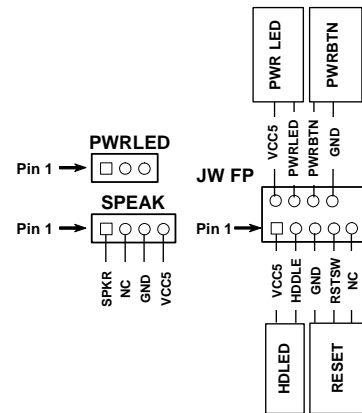 PWR LED
PWRBTN
VCC5
PWRLED
PWRBTN
GND
PWRLED
Pin 1
JW FP
SPEAK
Pin 1
Pin 1
SPKR
NC
GND
VCC5
VCC5
HDDLE
GND
RSTSW
NC
HDLED
RESET